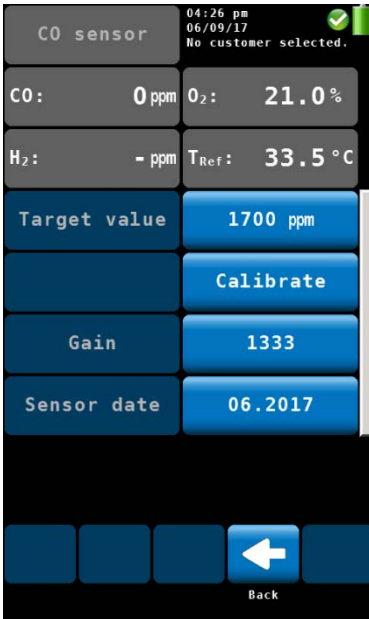 CO sensor
04:26 pm
06/09/17
No customer selected.
CO: 0 ppm O₂: 21.0 %
H₂: - ppm TRef: 33.5 °C
Target value 1700 ppm
Calibrate
Gain 1333
Sensor date 06.2017
Back